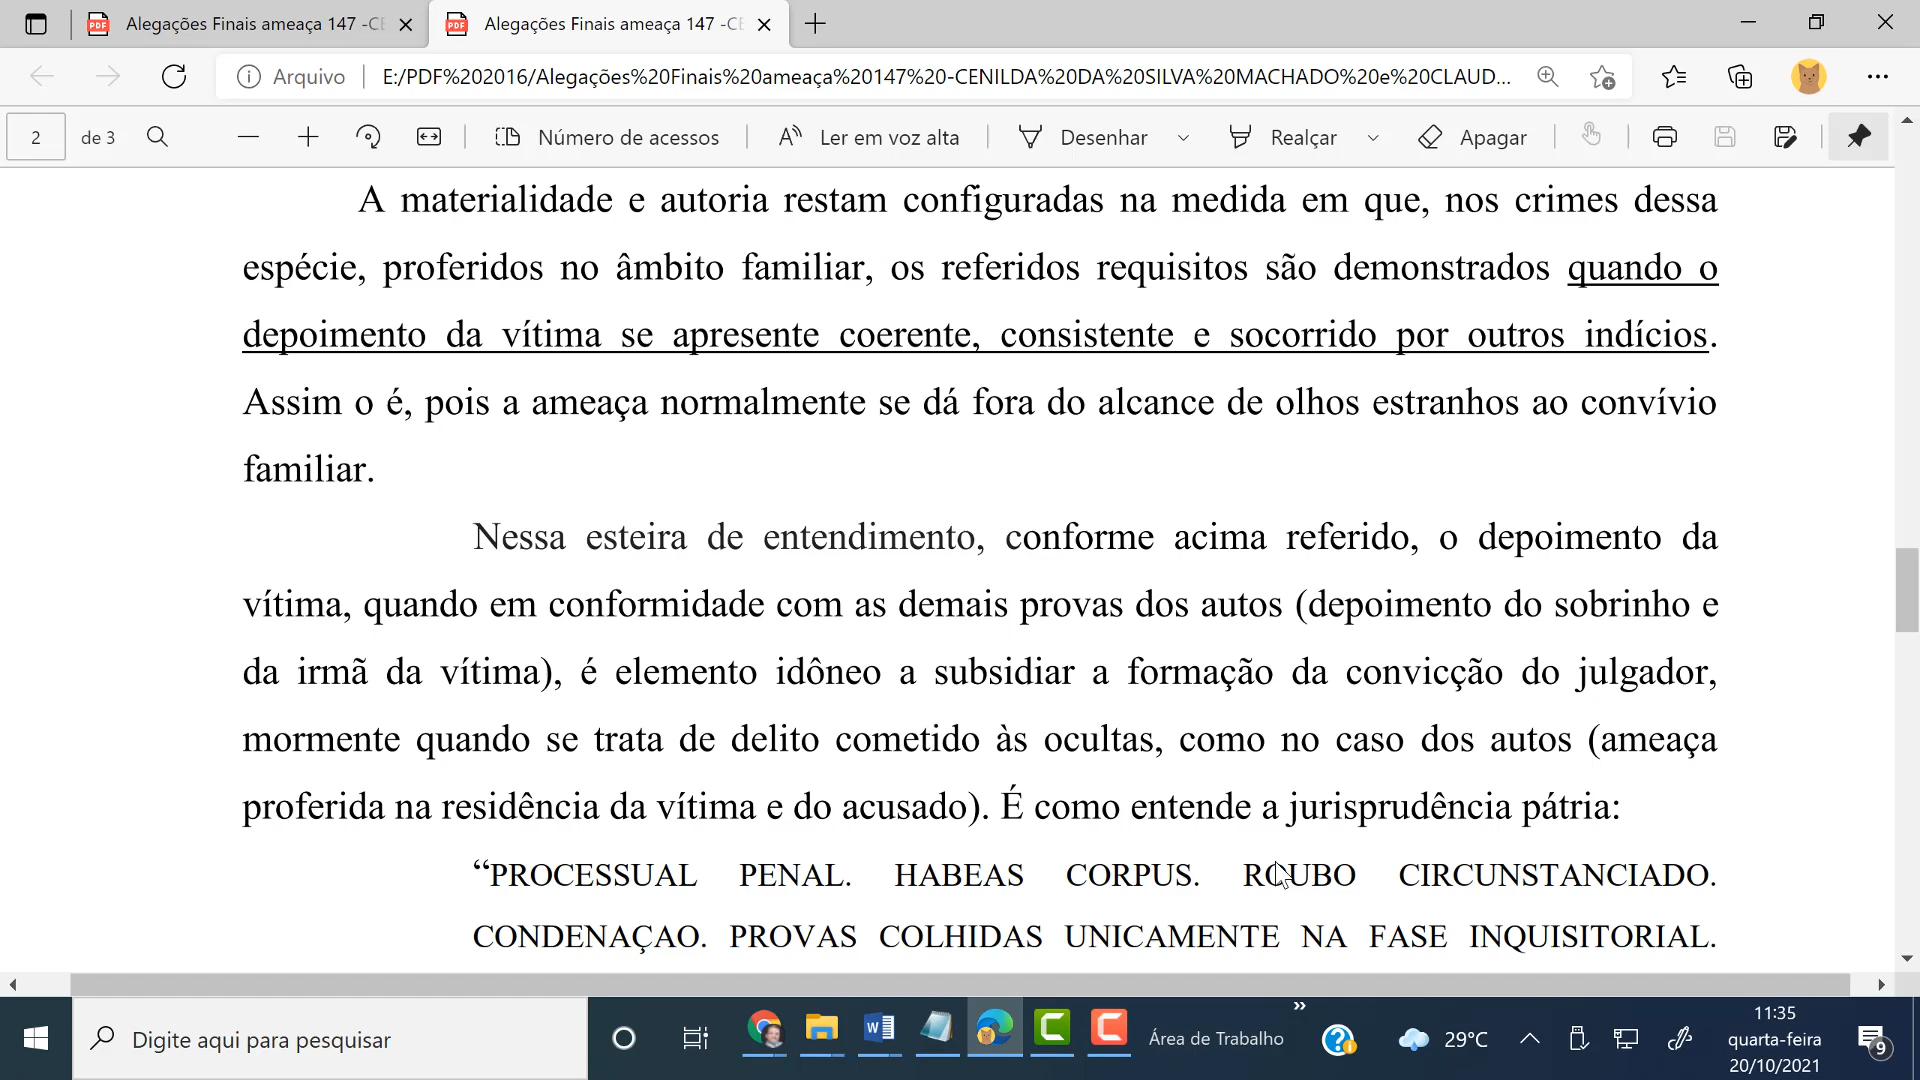 Alegações Finais ameaça 147 -CE
Alegações Finais ameaça 147 -CE
Arquivo
E:/PDF%202016/Alegações%20Finais%20ameaça%20147%20-CENILDA%20DA%20SILVA%20MACHADO%20e%20CLAUD...
2 de 3
Número de acessos
Ler em voz alta
Desenhar
Realçar
Apagar
A materialidade e autoria restam configuradas na medida em que, nos crimes dessa
espécie, proferidos no âmbito familiar, os referidos requisitos são demonstrados quando o
depoimento da vítima se apresente coerente, consistente e socorrido por outros indícios.
Assim o é, pois a ameaça normalmente se dá fora do alcance de olhos estranhos ao convívio
familiar.
Nessa esteira de entendimento, conforme acima referido, o depoimento da
vítima, quando em conformidade com as demais provas dos autos (depoimento do sobrinho e
da irmã da vítima), é elemento idôneo a subsidiar a formação da convicção do julgador,
mormente quando se trata de delito cometido às ocultas, como no caso dos autos (ameaça
proferida na residência da vítima e do acusado). É como entende a jurisprudência pátria:
“PROCESSUAL PENAL. HABEAS CORPUS. ROUBO CIRCUNSTANCIADO.
CONDENAÇAO. PROVAS COLHIDAS UNICAMENTE NA FASE INQUISITORIAL.
Digite aqui para pesquisar
Área de Trabalho
29°C
11:35
quarta-feira
20/10/2021
9